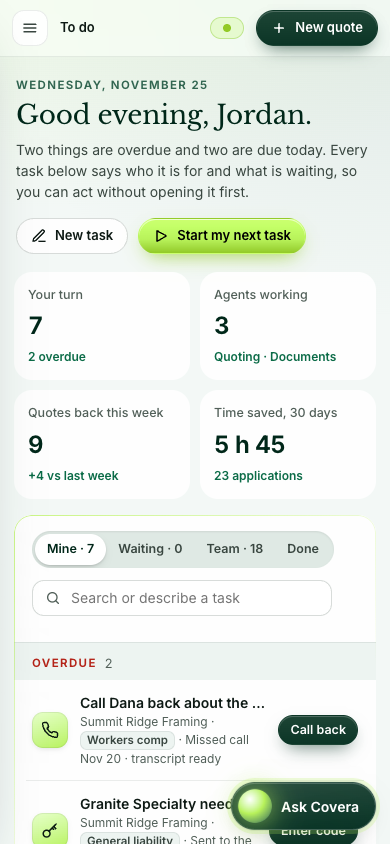 To do
New quote
WEDNESDAY, NOVEMBER 25
Good evening, Jordan.
Two things are overdue and two are due today. Every
task below says who it is for and what is waiting, so
you can act without opening it first.
New task
Start my next task
Your turn
7
2 overdue
Agents working
3
Quoting · Documents
Quotes back this week
9
+4 vs last week
Time saved, 30 days
5 h 45
23 applications
Mine · 7
Waiting · 0
Team · 18
Done
Search or describe a task
OVERDUE 2
Call Dana back about the ...
Summit Ridge Framing ·
Workers comp · Missed call
Nov 20 · transcript ready
Call back
Granite Specialty need
Summit Ridge Framing ·
General liability · Sent to the
Ask Covera
Enter code